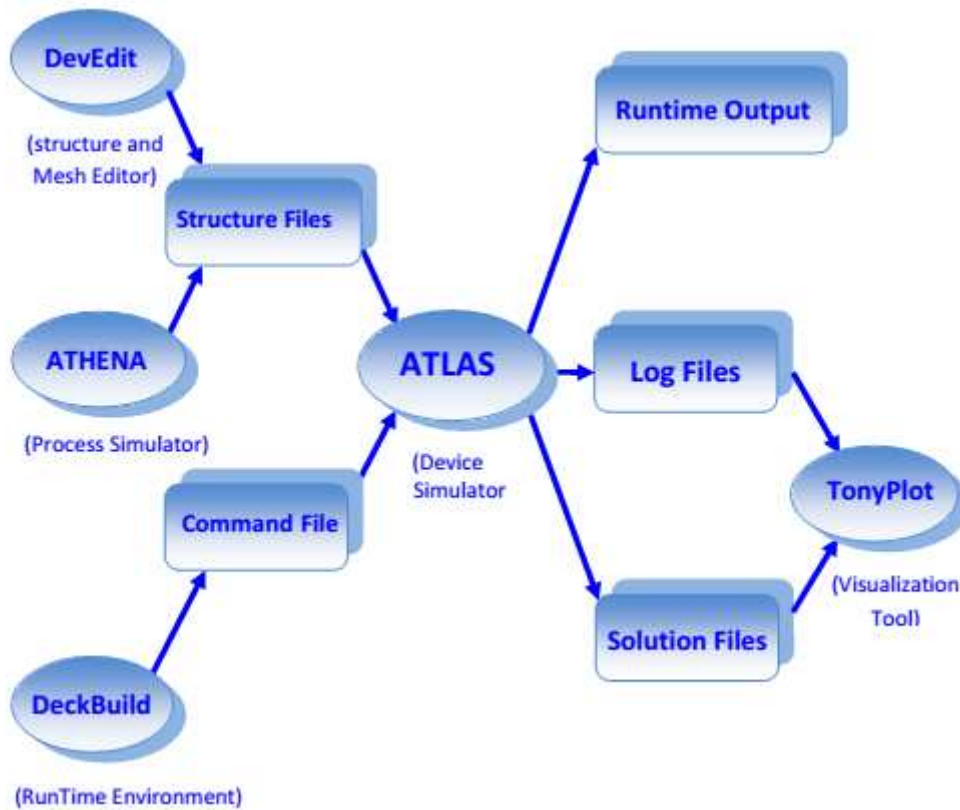 DevEdit
(structure and
Mesh Editor)
Structure Files
ATHENA
(Process Simulator)
Command File
DeckBuild
(RunTime Environment)
ATLAS
(Device
Simulator
Runtime Output
Log Files
Solution Files
TonyPlot
(Visualization
Tool)